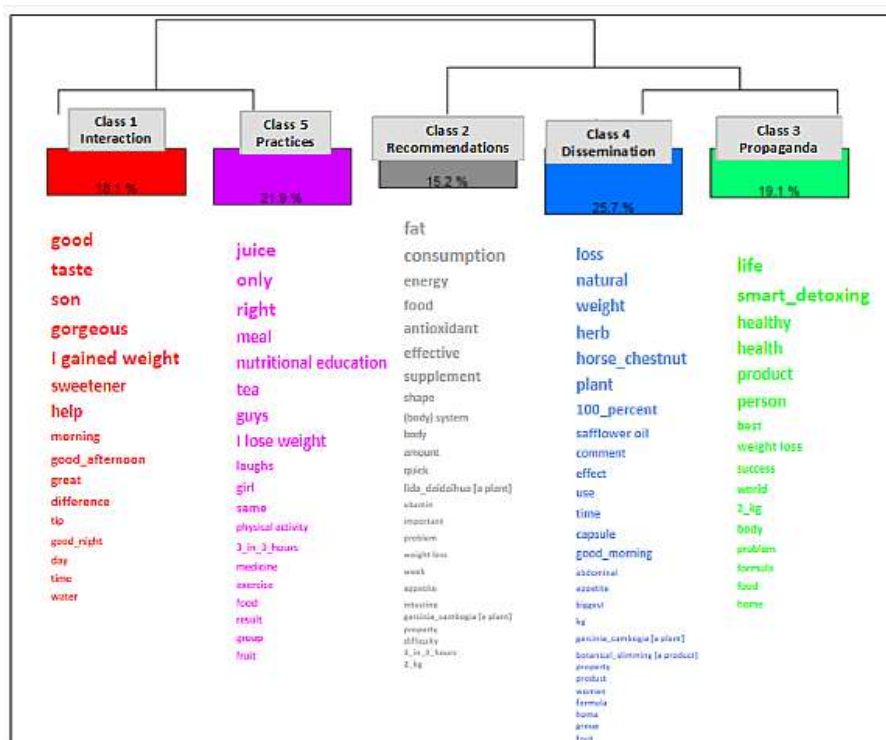 Class 1
Interaction
18.1 %
good
taste
son
gorgeous
I gained weight
sweetener
help
morning
good_afternoon
great
difference
tip
good_night
day
time
water
Class 5
Practices
21.9 %
juice
only
right
meal
nutritional education
tea
guys
I lose weight
laughs
girl
same
physical activity
3_in_3_hours
medicine
exercise
food
result
group
fruit
Class 2
Recommendations
15.2 %
fat
consumption
energy
food
antioxidant
effective
supplement
shape
(body) system
body
amount
quick
lida_daidaihua [a plant]
vitamin
important
problem
weight loss
week
appetite
intestine
garsinia_cambogia [a plant]
property
difficulty
3_in_3_hours
2_kg
Class 4
Dissemination
25.7 %
loss
natural
weight
herb
horse_chestnut
plant
100_percent
safflower oil
comment
effect
use
time
capsule
good_morning
abdominal
appetite
biggest
kg
garsinia_cambogia [a plant]
botanical_slimming [a product]
property
product
woman
formula
home
fruit
Class 3
Propaganda
19.1 %
life
smart_detoxing
healthy
health
product
person
best
weight loss
success
world
2_kg
body
problem
formula
food
home